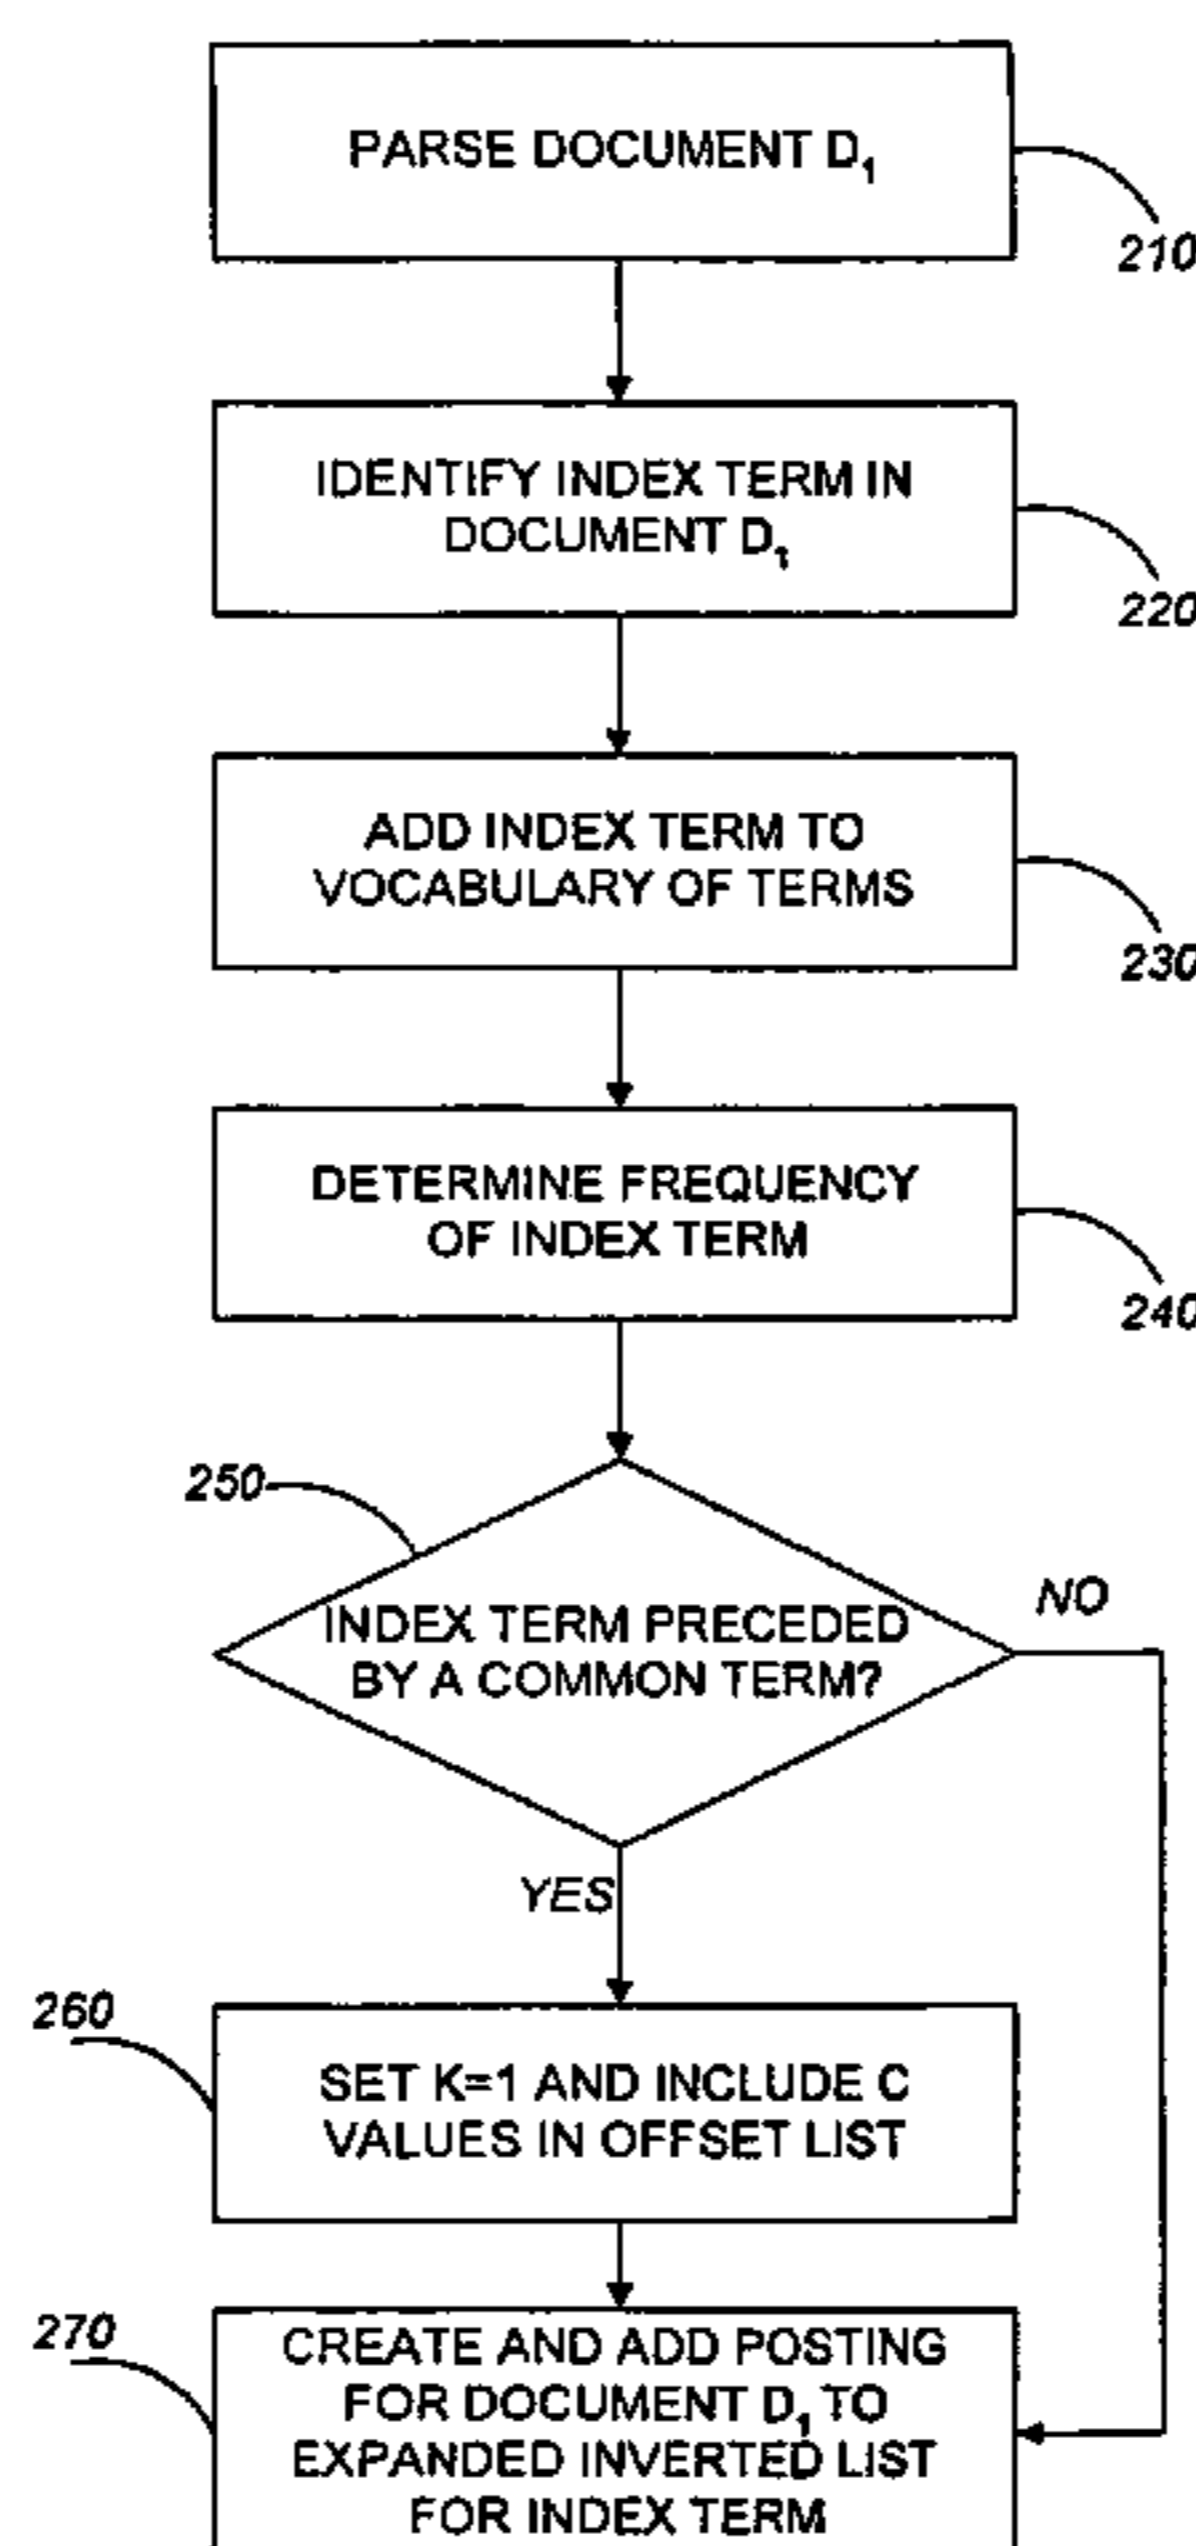 PARSE DOCUMENT D₁
210
IDENTIFY INDEX TERM IN
DOCUMENT D₁
220
ADD INDEX TERM TO
VOCABULARY OF TERMS
230
DETERMINE FREQUENCY
OF INDEX TERM
240
250
INDEX TERM PRECEDED
BY A COMMON TERM?
NO
YES
260
SET K=1 AND INCLUDE C
VALUES IN OFFSET LIST
270
CREATE AND ADD POSTING
FOR DOCUMENT D₁ TO
EXPANDED INVERTED LIST
FOR INDEX TERM